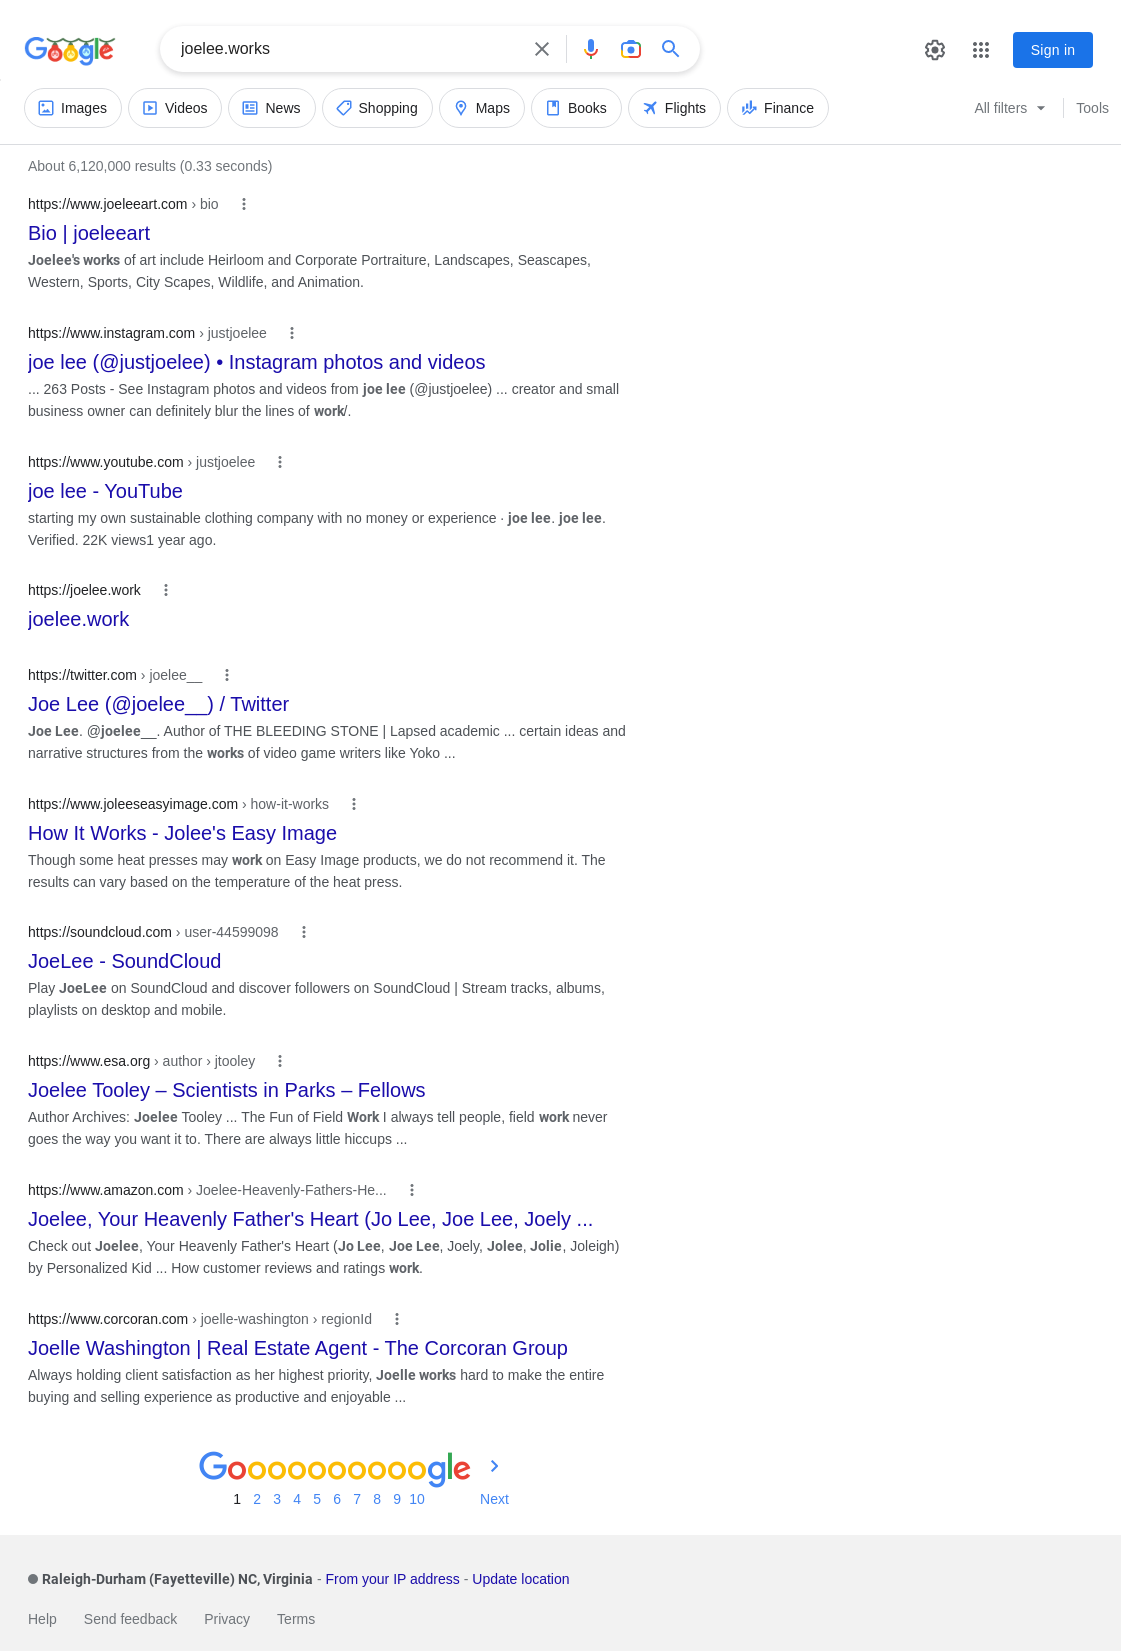 Google
joelee.works
Sign in
Images
Videos
News
Shopping
Maps
Books
Flights
Finance
All filters
Tools
About 6,120,000 results (0.33 seconds)
https://www.joeleeart.com › bio
Bio | joeleeart
Joelee's works of art include Heirloom and Corporate Portraiture, Landscapes, Seascapes,
Western, Sports, City Scapes, Wildlife, and Animation.
https://www.instagram.com › justjoelee
joe lee (@justjoelee) • Instagram photos and videos
... 263 Posts - See Instagram photos and videos from joe lee (@justjoelee) ... creator and small
business owner can definitely blur the lines of work/.
https://www.youtube.com › justjoelee
joe lee - YouTube
starting my own sustainable clothing company with no money or experience · joe lee. joe lee.
Verified. 22K views1 year ago.
https://joelee.work
joelee.work
https://twitter.com › joelee__
Joe Lee (@joelee__) / Twitter
Joe Lee. @joelee__. Author of THE BLEEDING STONE | Lapsed academic ... certain ideas and
narrative structures from the works of video game writers like Yoko ...
https://www.joleeseasyimage.com › how-it-works
How It Works - Jolee's Easy Image
Though some heat presses may work on Easy Image products, we do not recommend it. The
results can vary based on the temperature of the heat press.
https://soundcloud.com › user-44599098
JoeLee - SoundCloud
Play JoeLee on SoundCloud and discover followers on SoundCloud | Stream tracks, albums,
playlists on desktop and mobile.
https://www.esa.org › author › jtooley
Joelee Tooley – Scientists in Parks – Fellows
Author Archives: Joelee Tooley ... The Fun of Field Work I always tell people, field work never
goes the way you want it to. There are always little hiccups ...
https://www.amazon.com › Joelee-Heavenly-Fathers-He...
Joelee, Your Heavenly Father's Heart (Jo Lee, Joe Lee, Joely ...
Check out Joelee, Your Heavenly Father's Heart (Jo Lee, Joe Lee, Joely, Jolee, Jolie, Joleigh)
by Personalized Kid ... How customer reviews and ratings work.
https://www.corcoran.com › joelle-washington › regionId
Joelle Washington | Real Estate Agent - The Corcoran Group
Always holding client satisfaction as her highest priority, Joelle works hard to make the entire
buying and selling experience as productive and enjoyable ...
Goooooooooogle
1 2 3 4 5 6 7 8 9 10 Next
Raleigh-Durham (Fayetteville) NC, Virginia - From your IP address - Update location
Help Send feedback Privacy Terms